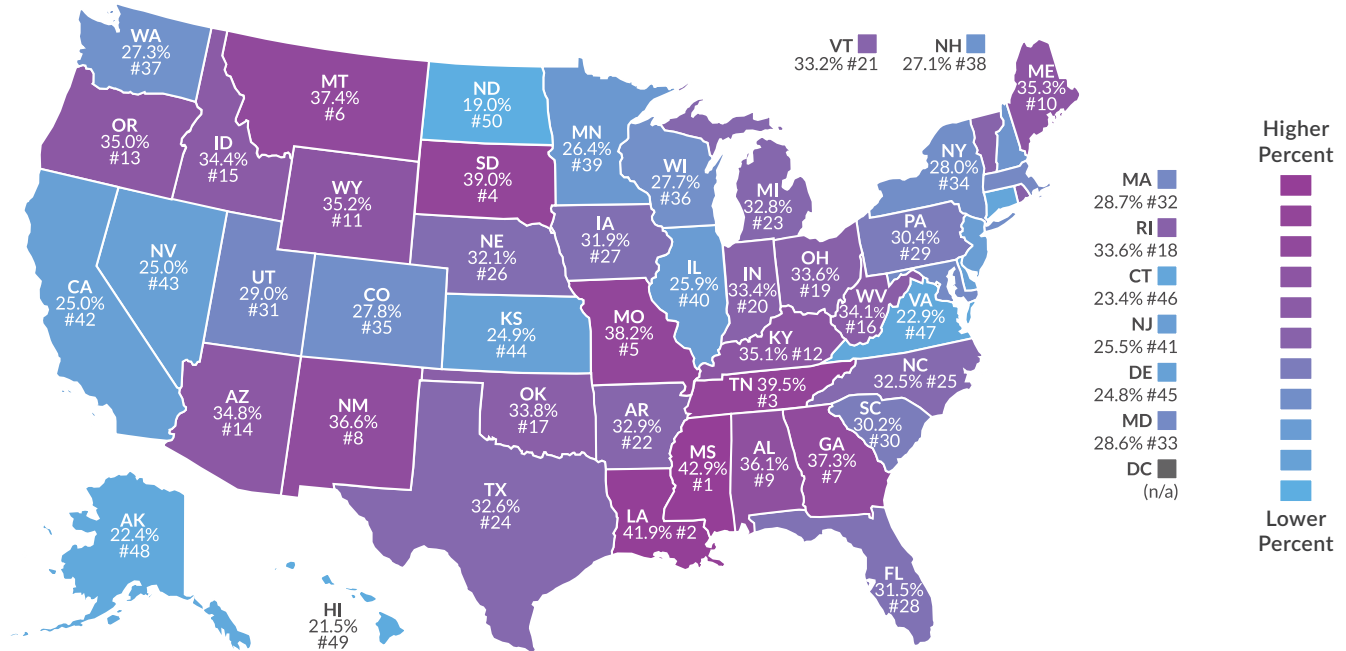 WA
27.3%
#37
MT
37.4%
#6
ND
19.0%
#50
MN
26.4%
#39
VT
33.2% #21
NH
27.1% #38
ME
35.3%
#10
OR
35.0%
#13
ID
34.4%
#15
WY
35.2%
#11
SD
39.0%
#4
WI
27.7%
#36
MI
32.8%
#23
NY
28.0%
#34
CA
25.0%
#42
NV
25.0%
#43
UT
29.0%
#31
CO
27.8%
#35
NE
32.1%
#26
KS
24.9%
#44
IA
31.9%
#27
MO
38.2%
#5
IL
25.9%
#40
IN
33.4%
#20
OH
33.6%
#19
PA
30.4%
#29
WV
34.1%
#16
VA
22.9%
#47
KY
35.1% #12
TN 39.5%
#3
NC
32.5% #25
SC
30.2%
#30
AZ
34.8%
#14
NM
36.6%
#8
OK
33.8%
#17
AR
32.9%
#22
TX
32.6%
#24
LA
41.9% #2
MS
42.9%
#1
AL
36.1%
#9
GA
37.3%
#7
FL
31.5%
#28
AK
22.4%
#48
HI
21.5%
#49
MA
28.7% #32
RI
33.6% #18
CT
23.4% #46
NJ
25.5% #41
DE
24.8% #45
MD
28.6% #33
DC
(n/a)
Higher
Percent
Lower
Percent